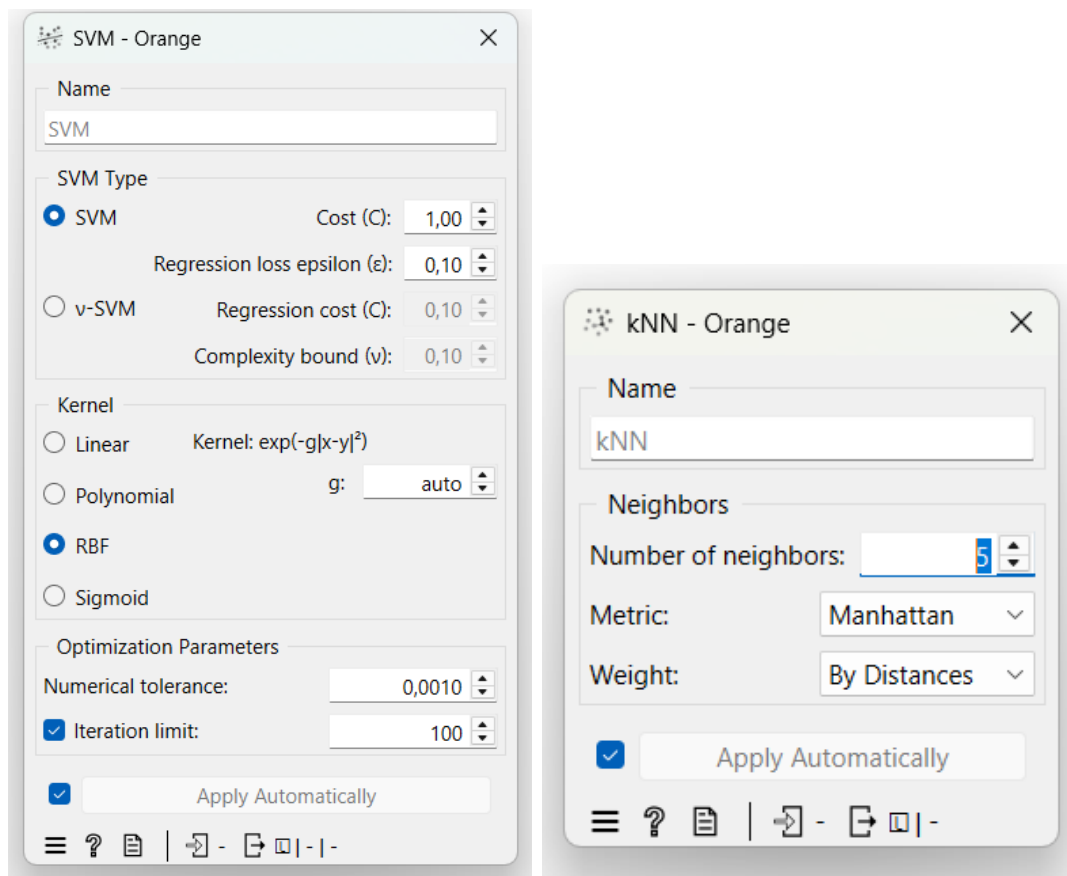 SVM - Orange
Name
SVM
SVM Type
SVM Cost (C): 1,00
Regression loss epsilon (ε): 0,10
ν-SVM Regression cost (C): 0,10
Complexity bound (ν): 0,10
Kernel
Linear Kernel: exp(-g|x-y|²)
g: auto
Polynomial
RBF
Sigmoid
Optimization Parameters
Numerical tolerance: 0,0010
Iteration limit: 100
Apply Automatically
? | - | - | -
kNN - Orange
Name
kNN
Neighbors
Number of neighbors: 5
Metric: Manhattan
Weight: By Distances
Apply Automatically
? | - | -